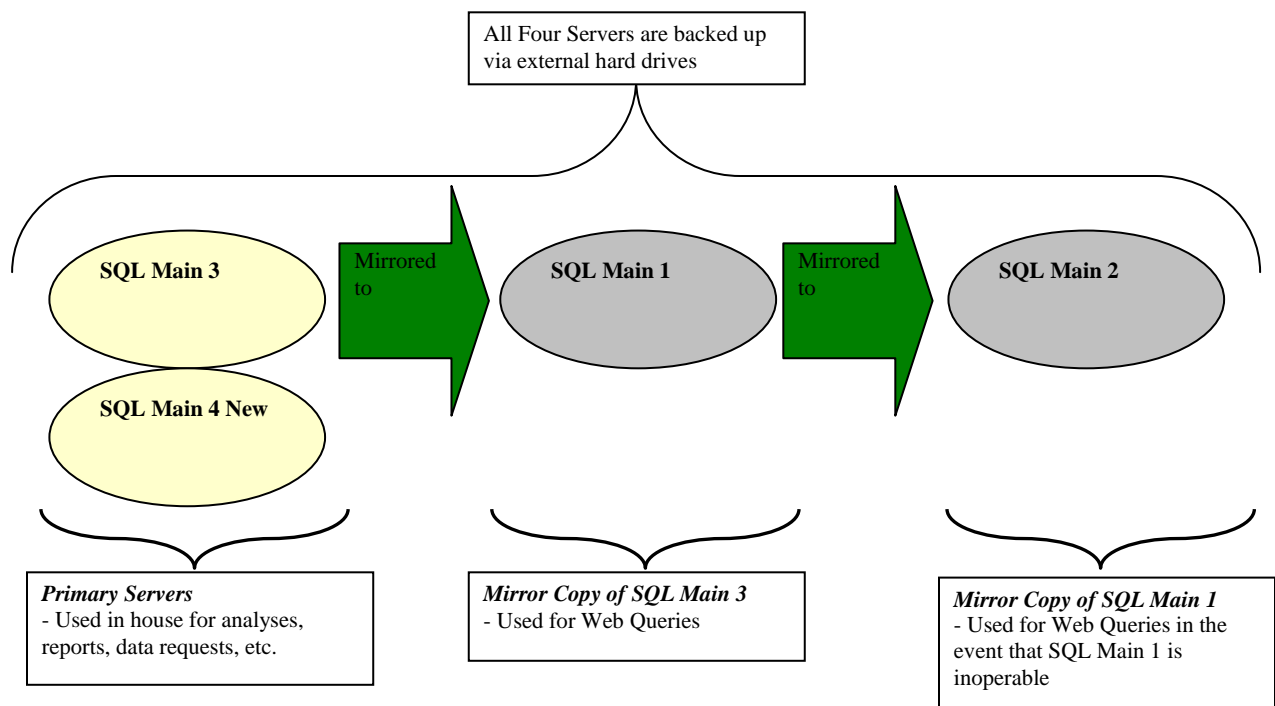 All Four Servers are backed up
via external hard drives
SQL Main 3
Mirrored
to
SQL Main 1
Mirrored
to
SQL Main 2
SQL Main 4 New
Primary Servers
- Used in house for analyses,
reports, data requests, etc.
Mirror Copy of SQL Main 3
- Used for Web Queries
Mirror Copy of SQL Main 1
- Used for Web Queries in the
event that SQL Main 1 is
inoperable